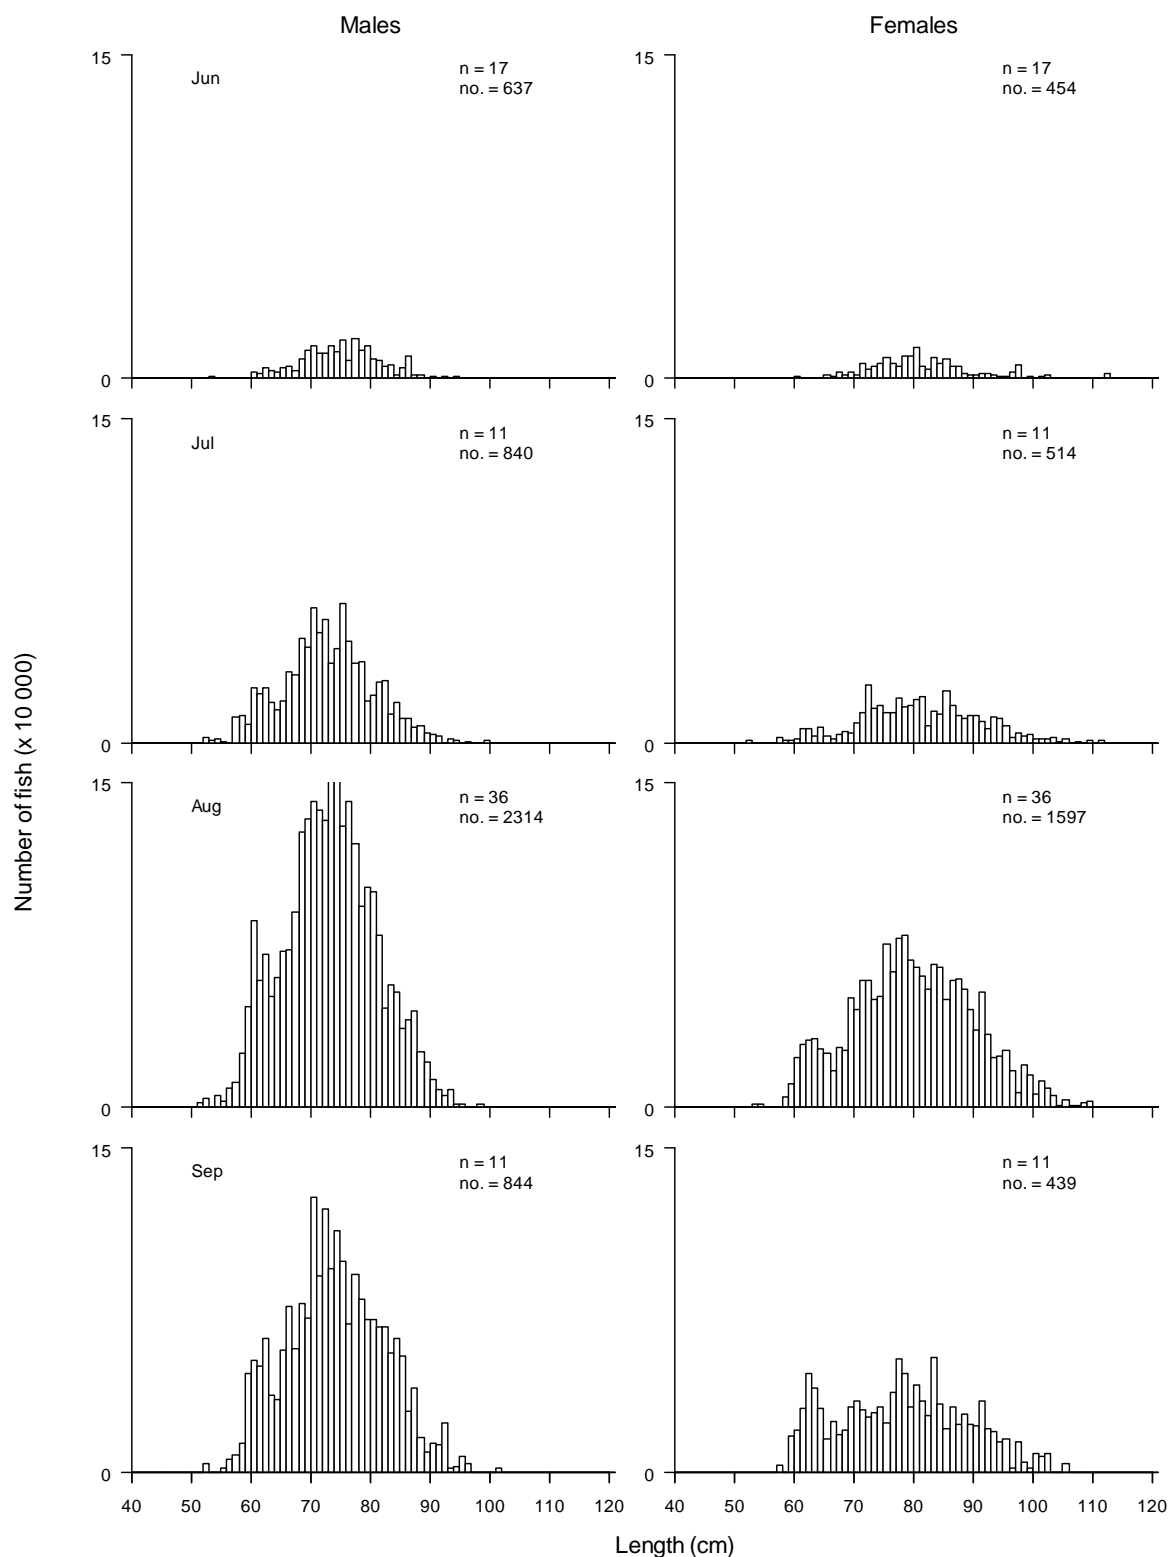 Males Females
15
Jun
n = 17
no. = 637
0
n = 17
no. = 454
0
15
Jul
n = 11
no. = 840
0
15
n = 11
no. = 514
0
Number of fish (x 10 000)
15
Aug
n = 36
no. = 2314
0
15
n = 36
no. = 1597
0
15
Sep
n = 11
no. = 844
0
15
n = 11
no. = 439
0
40 50 60 70 80 90 100 120 40 50 60 70 80 90 100 120
Length (cm)